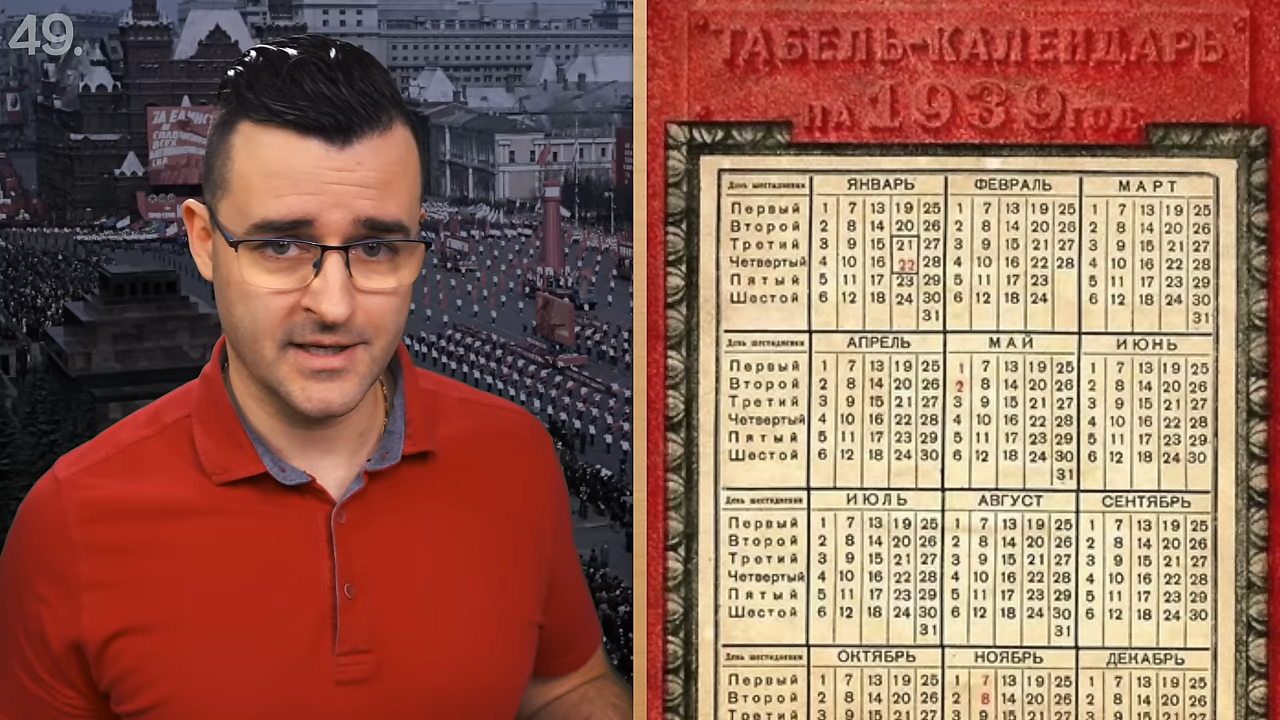 49.
ЗА
ВСЕХ
ТАБЕЛЬ-КАЛЕНДАРЬ
НА 1939 ГОД
День шестидневки ЯНВАРЬ ФЕВРАЛЬ МАРТ
Первый 1 7 13 19 25 1 7 13 19 25 1 7 13 19 25
Второй 2 8 14 20 26 2 8 14 20 26 2 8 14 20 26
Третий 3 9 15 21 27 3 9 15 21 27 3 9 15 21 27
Четвертый 4 10 16 22 28 4 10 16 22 28 4 10 16 22 28
Пятый 5 11 17 23 29 5 11 17 23 5 11 17 23 29
Шестой 6 12 18 24 30 6 12 18 24 6 12 18 24 30
31 31
День шестидневки АПРЕЛЬ МАЙ ИЮНЬ
Первый 1 7 13 19 25 1 7 13 19 25 1 7 13 19 25
Второй 2 8 14 20 26 2 8 14 20 26 2 8 14 20 26
Третий 3 9 15 21 27 3 9 15 21 27 3 9 15 21 27
Четвертый 4 10 16 22 28 4 10 16 22 28 4 10 16 22 28
Пятый 5 11 17 23 29 5 11 17 23 29 5 11 17 23 29
Шестой 6 12 18 24 30 6 12 18 24 30 6 12 18 24 30
31
День шестидневки ИЮЛЬ АВГУСТ СЕНТЯБРЬ
Первый 1 7 13 19 25 1 7 13 19 25 1 7 13 19 25
Второй 2 8 14 20 26 2 8 14 20 26 2 8 14 20 26
Третий 3 9 15 21 27 3 9 15 21 27 3 9 15 21 27
Четвертый 4 10 16 22 28 4 10 16 22 28 4 10 16 22 28
Пятый 5 11 17 23 29 5 11 17 23 29 5 11 17 23 29
Шестой 6 12 18 24 30 6 12 18 24 30 6 12 18 24 30
31 31
День шестидневки ОКТЯБРЬ НОЯБРЬ ДЕКАБРЬ
Первый 1 7 13 19 25 1 7 13 19 25 1 7 13 19 25
Второй 2 8 14 20 26 2 8 14 20 26 2 8 14 20 26
Третий 3 9 15 21 27 3 9 15 21 27 3 9 15 21 27